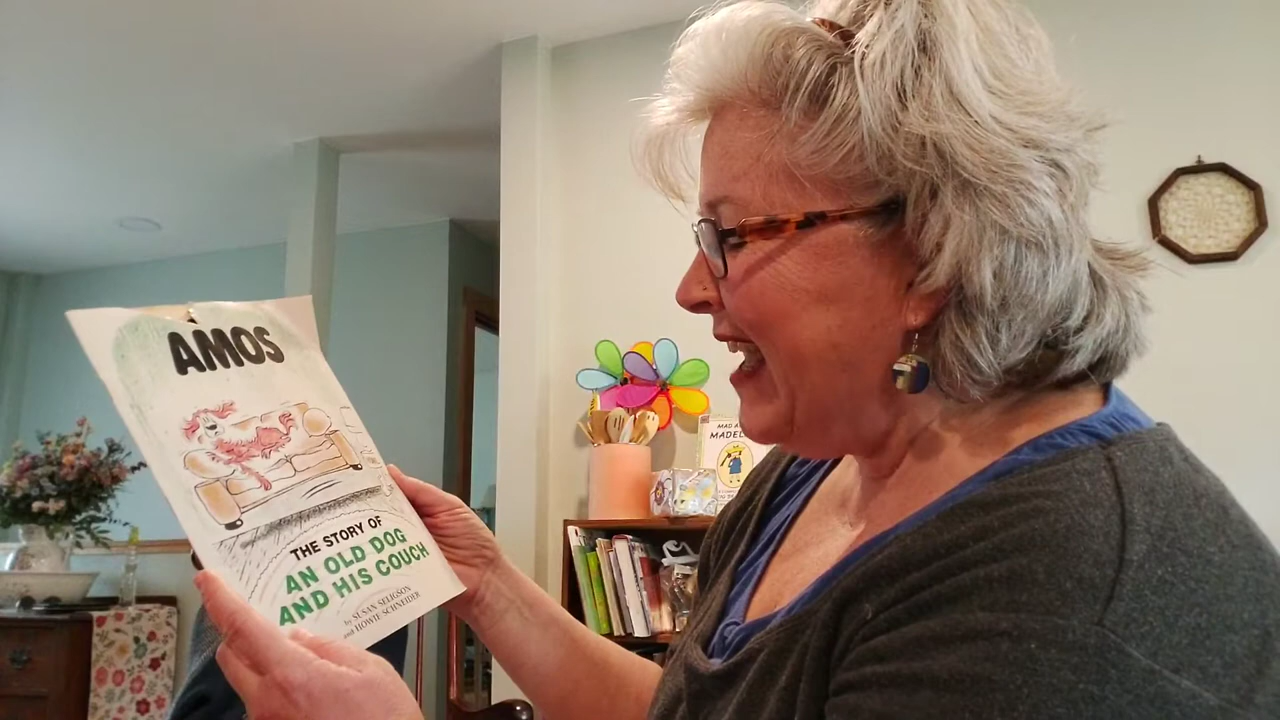 AMOS
THE STORY OF
AN OLD DOG
AND HIS COUCH
by SUSAN SELIGSON
and HOWIE SCHNEIDER
MAD
MADEL